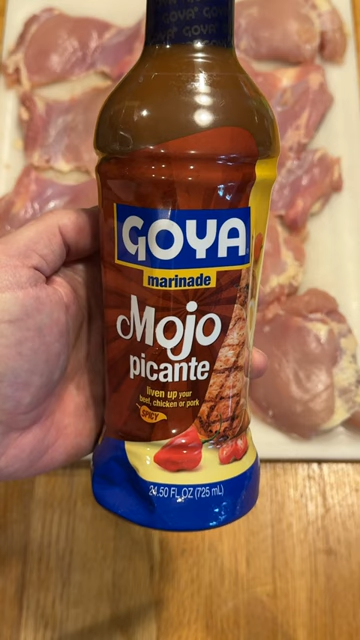 GOYA
marinade
Mojo
picante
liven up your
beef, chicken or pork
SPICY
24.50 FL OZ (725 mL)